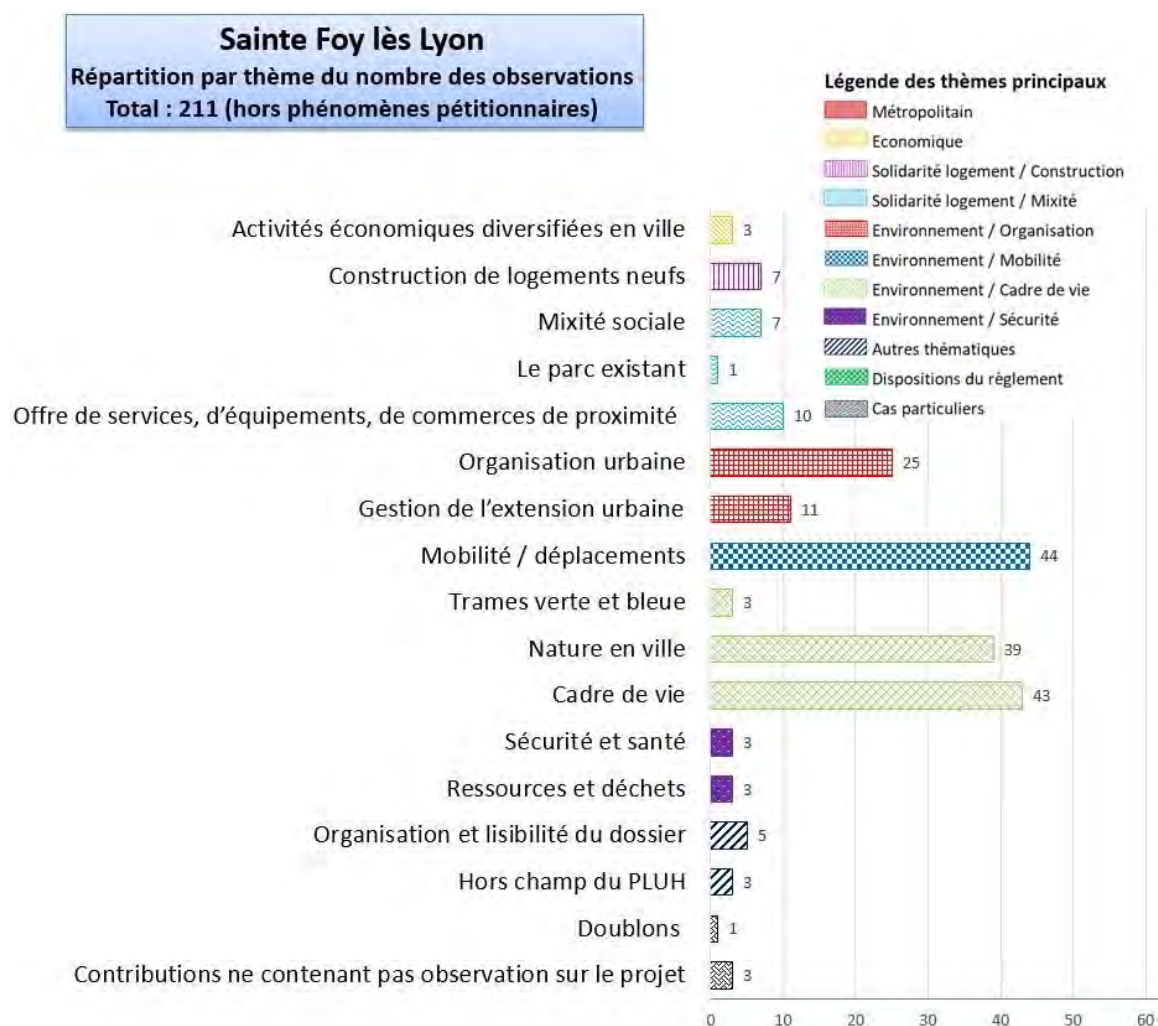 Sainte Foy lès Lyon
Répartition par thème du nombre des observations
Total : 211 (hors phénomènes pétitionnaires)
Légende des thèmes principaux
Métropolitain
Economique
Solidarité logement / Construction
Solidarité logement / Mixité
Environnement / Organisation
Environnement / Mobilité
Environnement / Cadre de vie
Environnement / Sécurité
Autres thématiques
Dispositions du règlement
Cas particuliers
Activités économiques diversifiées en ville 3
Construction de logements neufs 7
Mixité sociale 7
Le parc existant 1
Offre de services, d'équipements, de commerces de proximité 10
Organisation urbaine 25
Gestion de l’extension urbaine 11
Mobilité / déplacements 44
Trames verte et bleue 3
Nature en ville 39
Cadre de vie 43
Sécurité et santé 3
Ressources et déchets 3
Organisation et lisibilité du dossier 5
Hors champ du PLUH 3
Doublons 1
Contributions ne contenant pas observation sur le projet 3
0 10 20 30 40 50 60